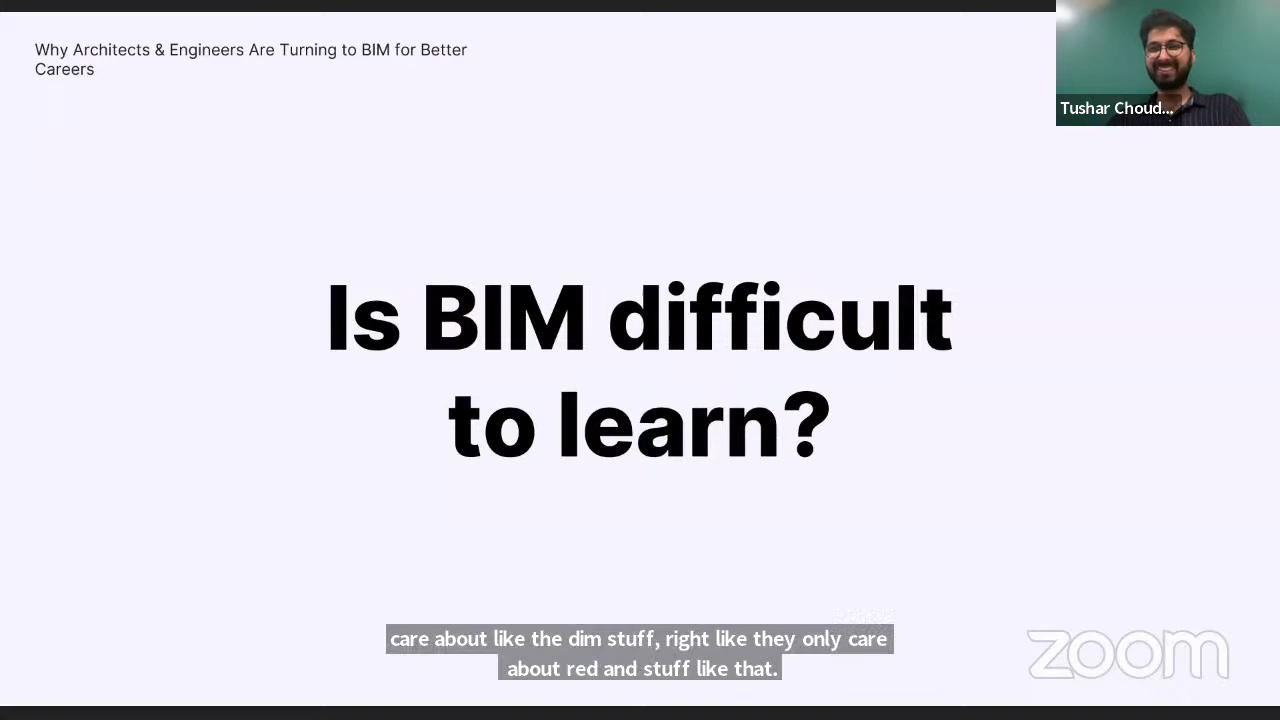 Why Architects & Engineers Are Turning to BIM for Better
Careers
Tushar Choud...
Is BIM difficult
to learn?
care about like the dim stuff, right like they only care
about red and stuff like that.
zoom